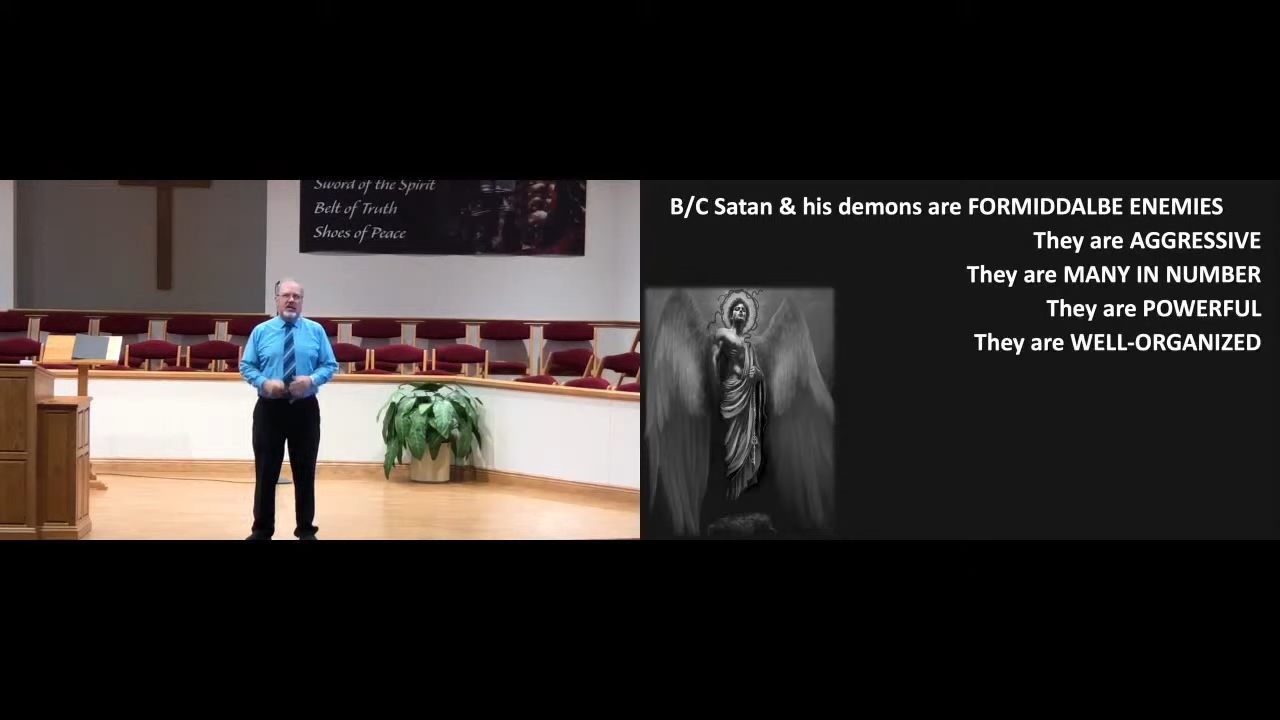 Sword of the Spirit
Belt of Truth
Shoes of Peace
B/C Satan & his demons are FORMIDDALBE ENEMIES
They are AGGRESSIVE
They are MANY IN NUMBER
They are POWERFUL
They are WELL-ORGANIZED